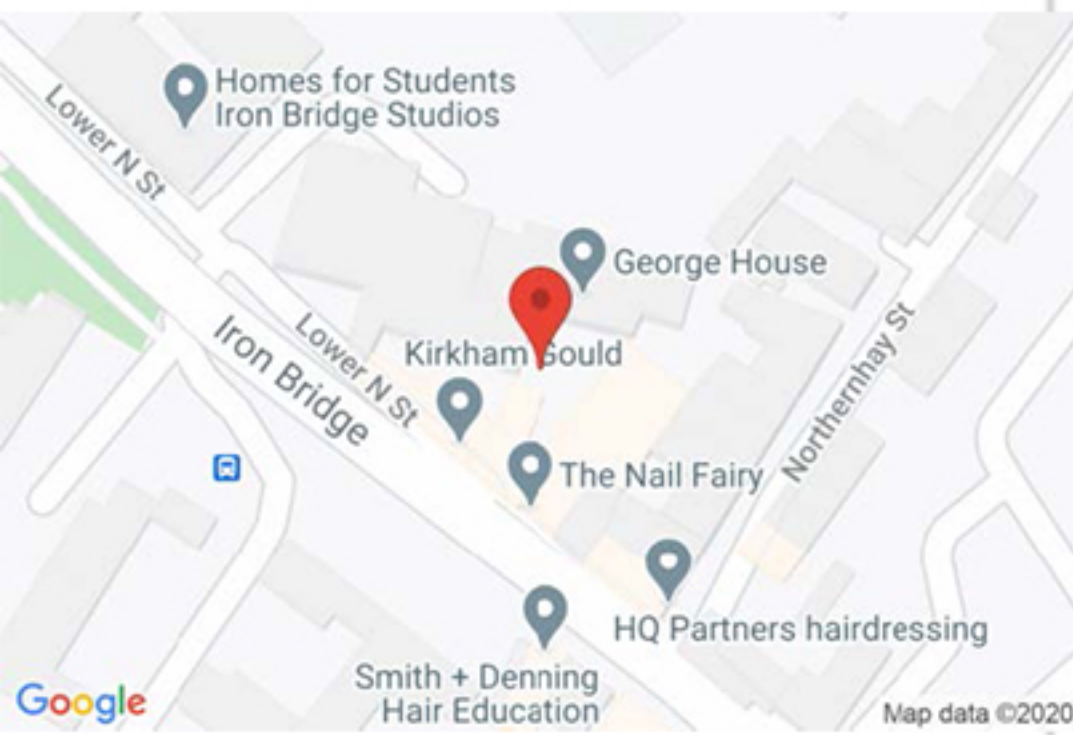 Homes for Students
Iron Bridge Studios
Lower N St
George House
Iron Bridge
Lower N St
Kirkham Gould
Northernhay St
The Nail Fairy
HQ Partners hairdressing
Smith + Denning
Hair Education
Google
Map data ©2020